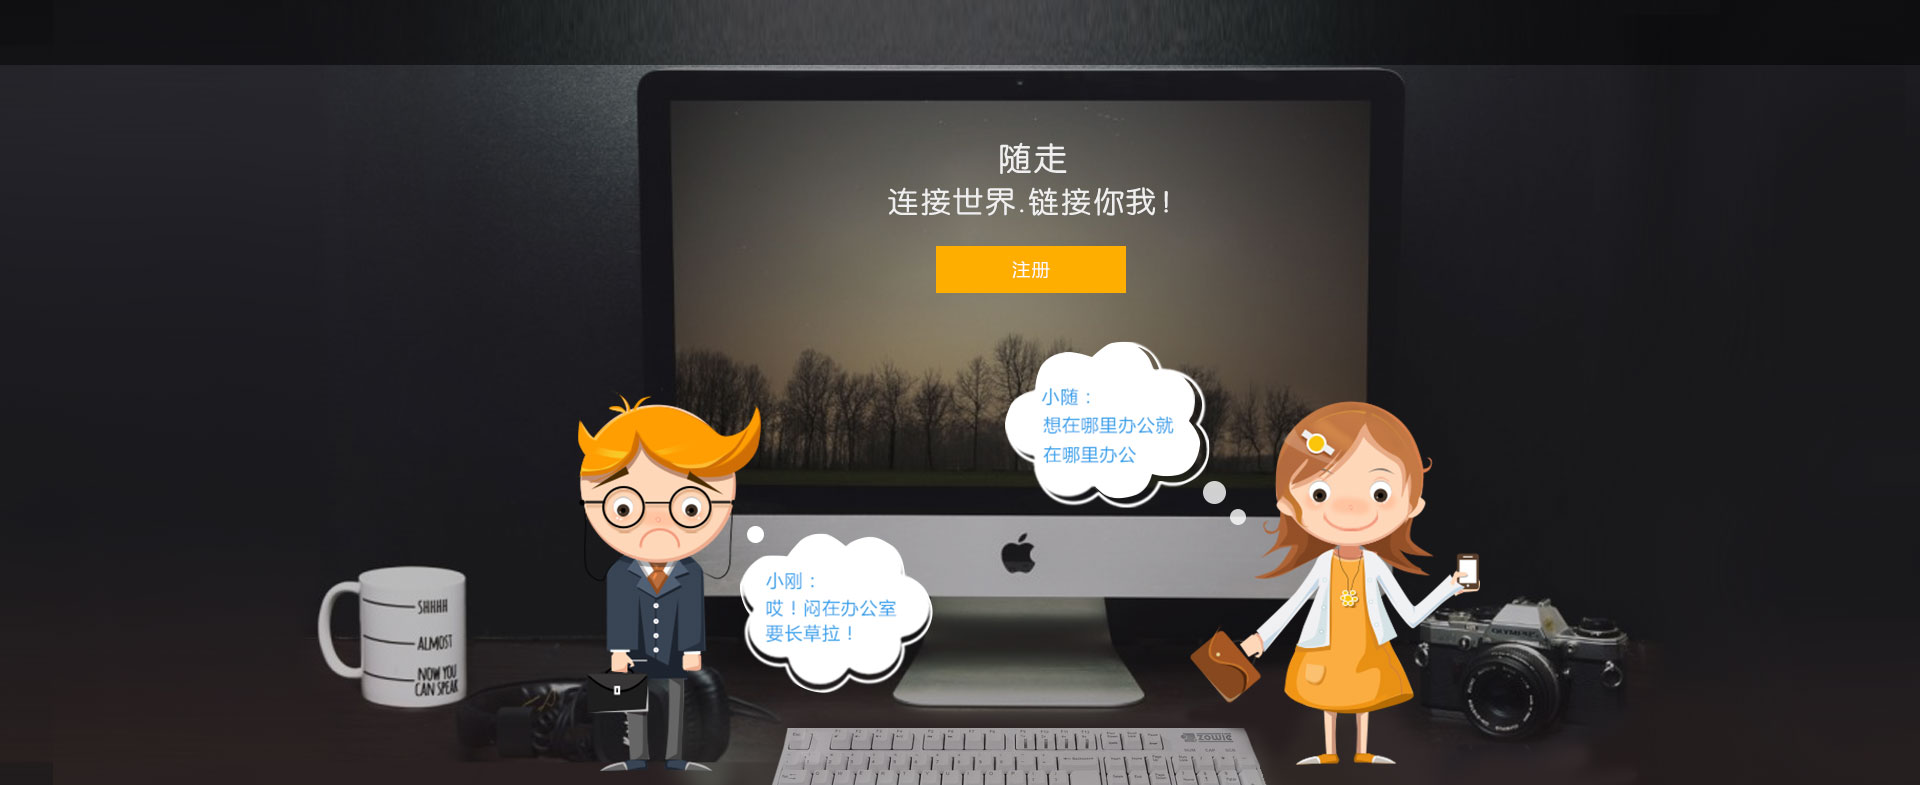 随走
连接世界.链接你我!
注册
小随：
想在哪里办公就
在哪里办公
小刚：
哎！闷在办公室
要长草拉！
SHHHH
ALMOST
NOW YOU
CAN SPEAK
OLYMPUS
ZOWIE